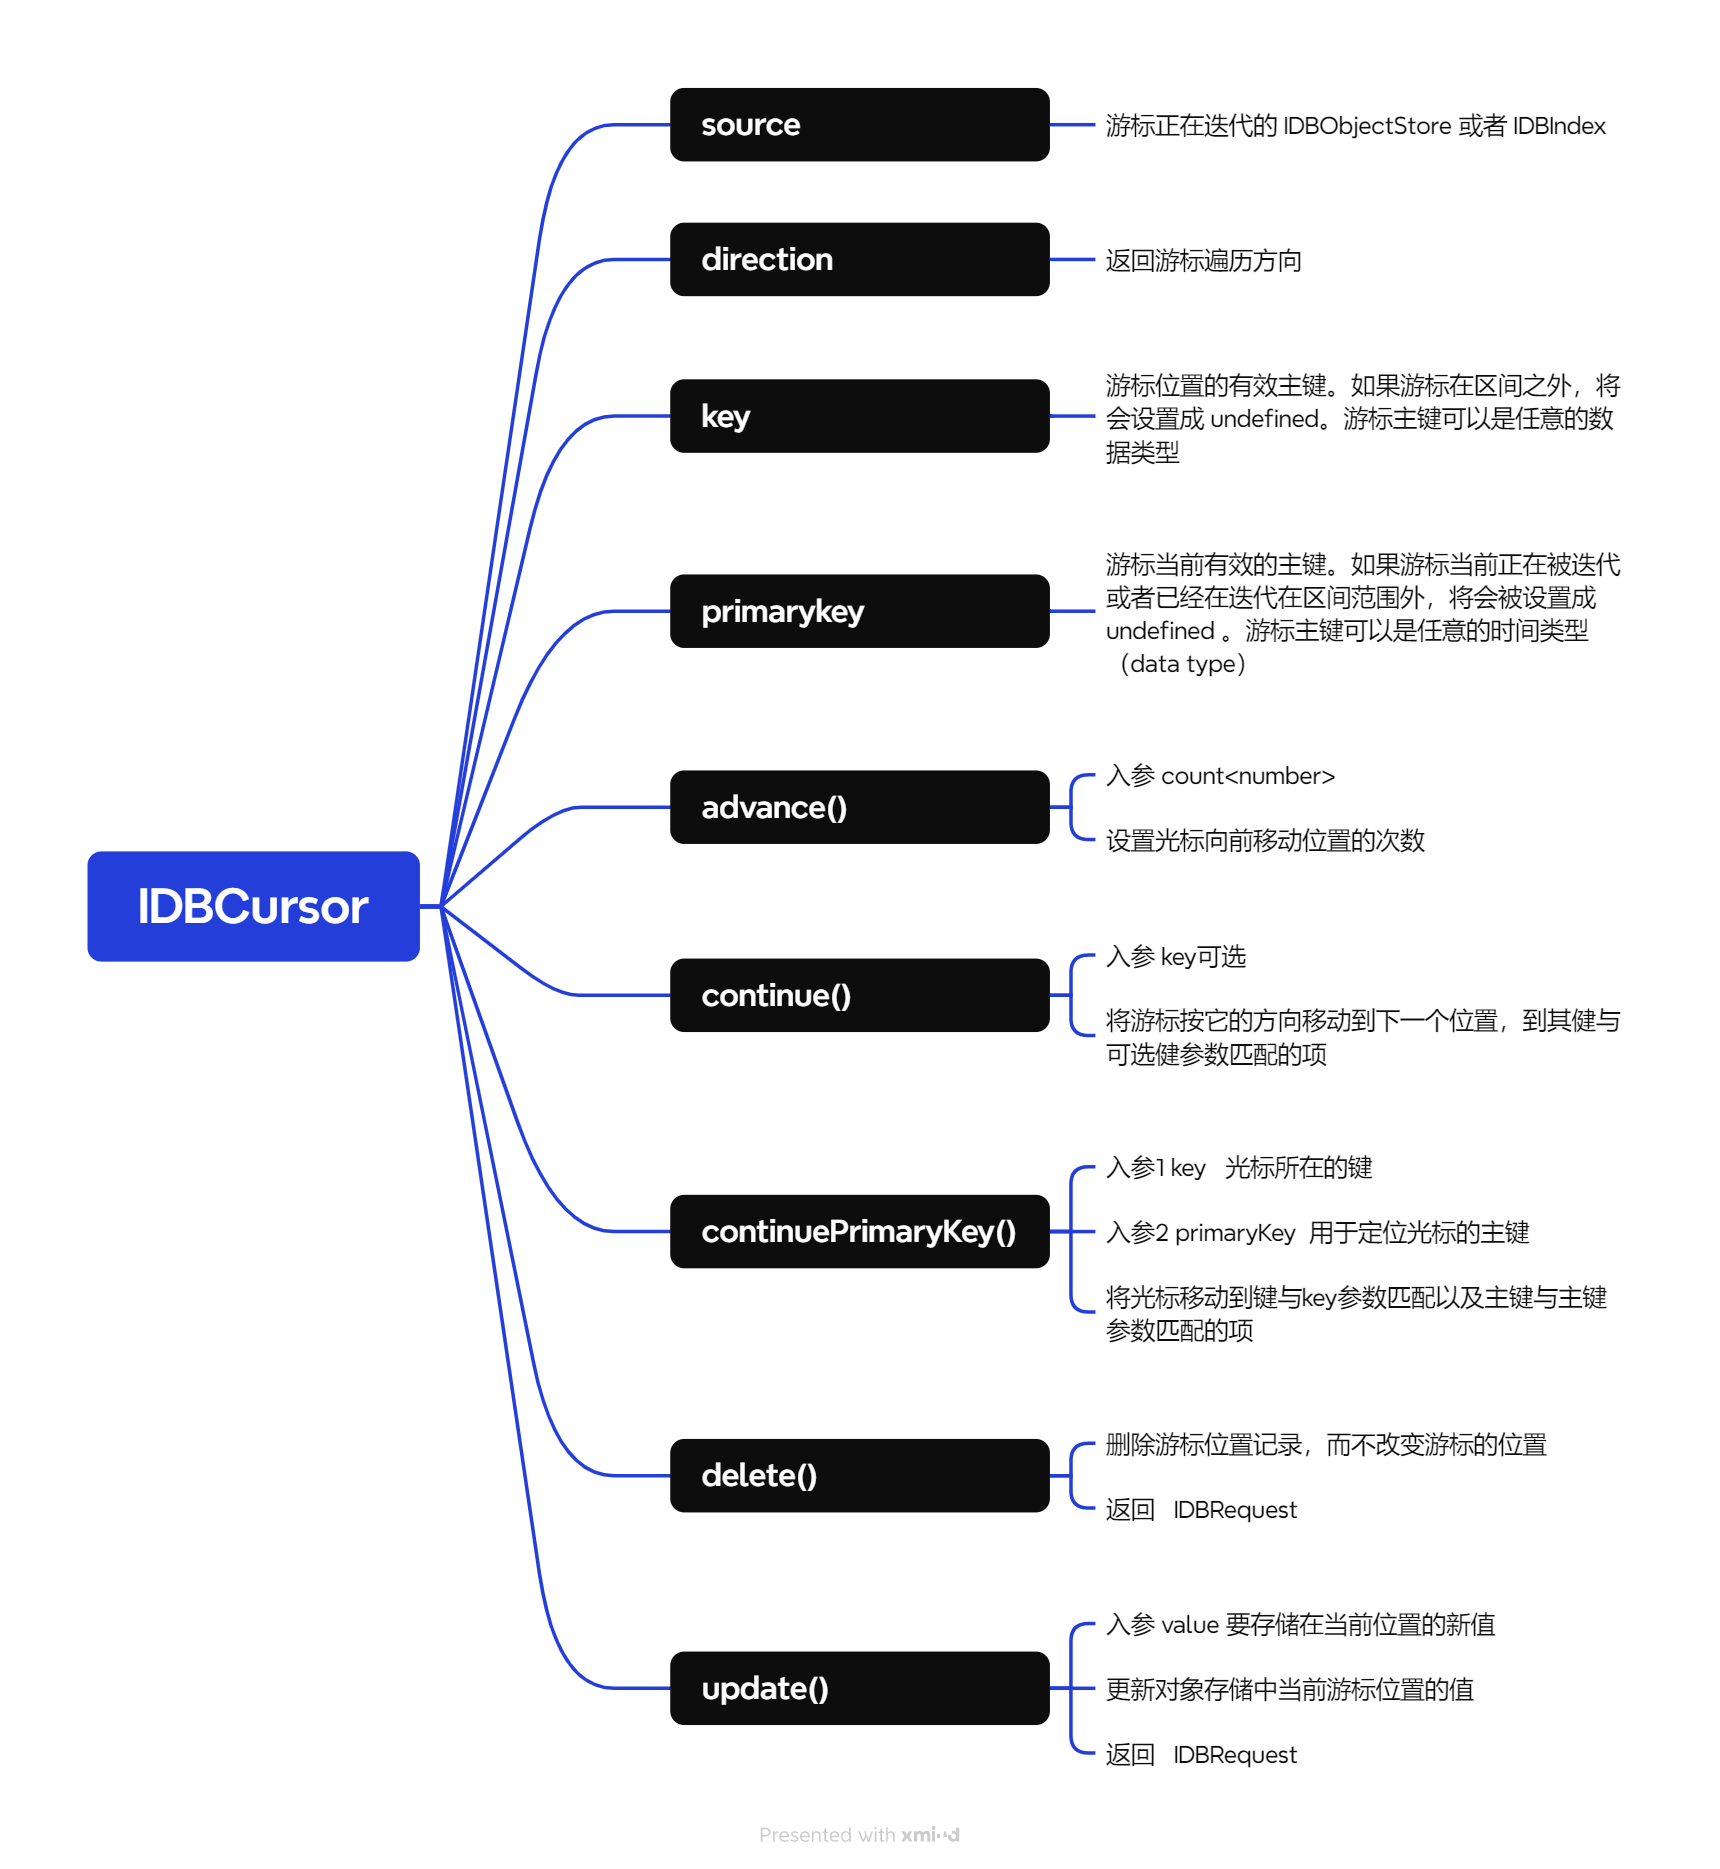 IDBCursor
source
游标正在迭代的 IDBObjectStore 或者 IDBIndex
direction
返回游标遍历方向
key
游标位置的有效主键。如果游标在区间之外，将
会设置成 undefined。游标主键可以是任意的数
据类型
primarykey
游标当前有效的主键。如果游标当前正在被迭代
或者已经在迭代在区间范围外，将会被设置成
undefined 。游标主键可以是任意的时间类型
（data type）
advance()
入参 count<number>
设置光标向前移动位置的次数
continue()
入参 key可选
将游标按它的方向移动到下一个位置，到其健与
可选健参数匹配的项
continuePrimaryKey()
入参1 key   光标所在的键
入参2 primaryKey  用于定位光标的主键
将光标移动到键与key参数匹配以及主键与主键
参数匹配的项
delete()
删除游标位置记录，而不改变游标的位置
返回   IDBRequest
update()
入参 value 要存储在当前位置的新值
更新对象存储中当前游标位置的值
返回   IDBRequest
Presented with xmind